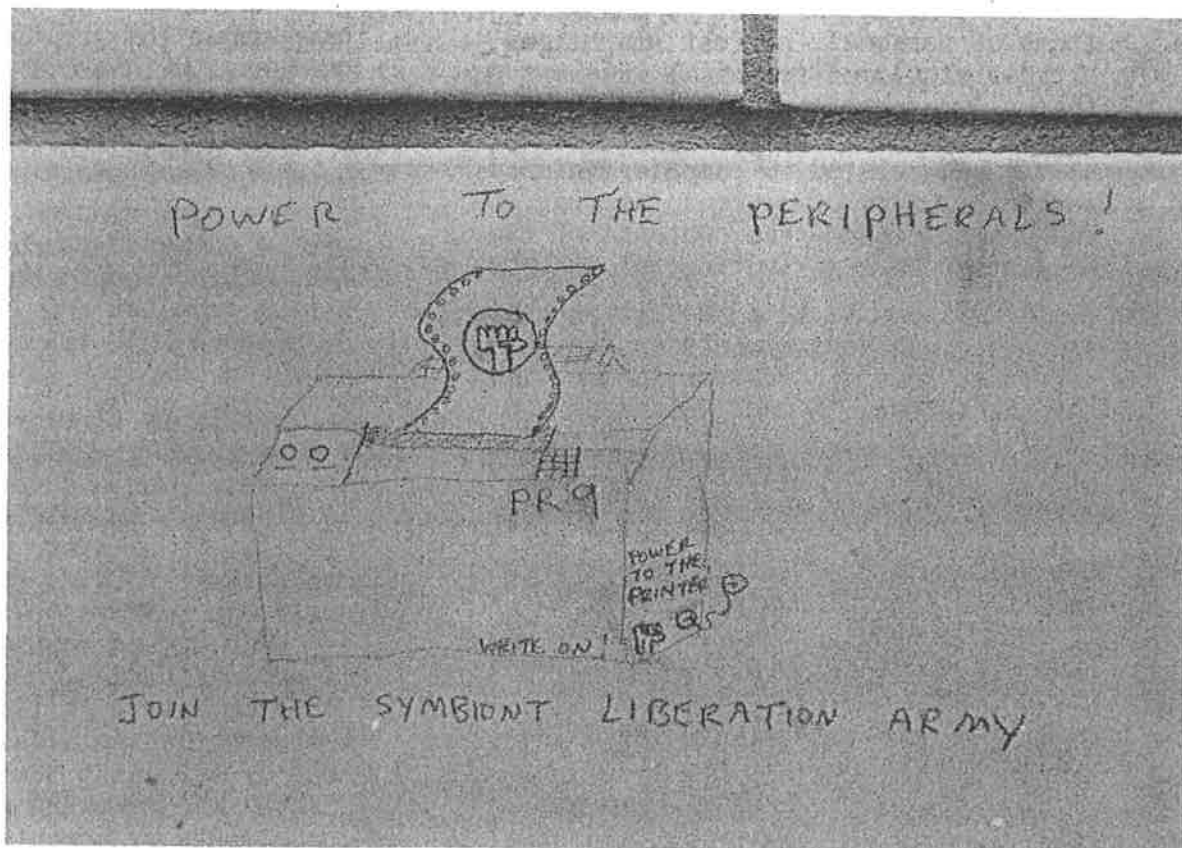 POWER TO THE PERIPHERALS!
PR9
POWER
TO THE
PRINTER
WRITE ON!
JOIN THE SYMBIONT LIBERATION ARMY